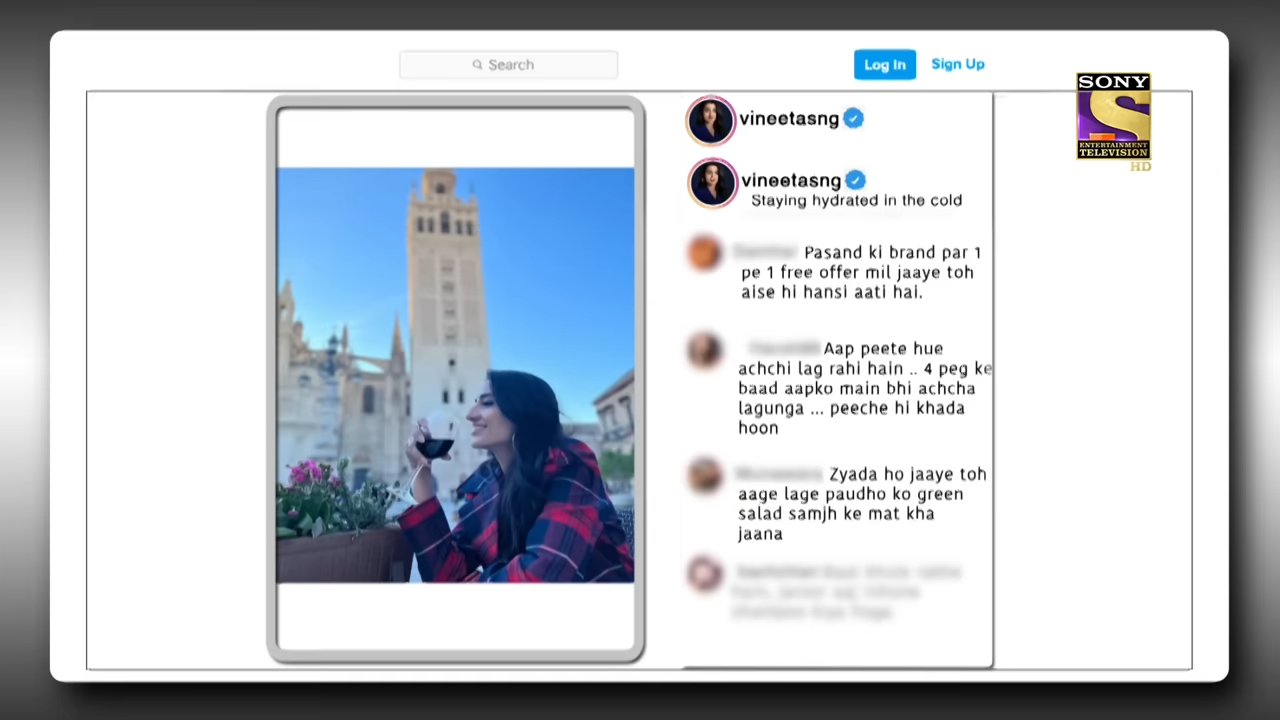 Search
Log In
Sign Up
SONY
ENTERTAINMENT
TELEVISION
HD
vineetasng
vineetasng
Staying hydrated in the cold
Pasand ki brand par 1
pe 1 free offer mil jaaye toh
aise hi hansi aati hai.
Aap peete hue
achchi lag rahi hain .. 4 peg ke
baad aapko main bhi achcha
lagunga ... peeche hi khada
hoon
Zyada ho jaaye toh
aage lage paudho ko green
salad samjh ke mat kha
jaana